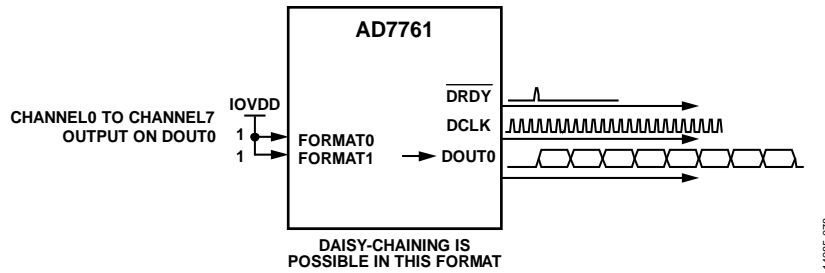 AD7761
IOVDD
CHANNEL0 TO CHANNEL7
OUTPUT ON DOUT0
1
1
FORMAT0
FORMAT1
DRDY
DCLK
DOUT0
DAISY-CHAINING IS
POSSIBLE IN THIS FORMAT